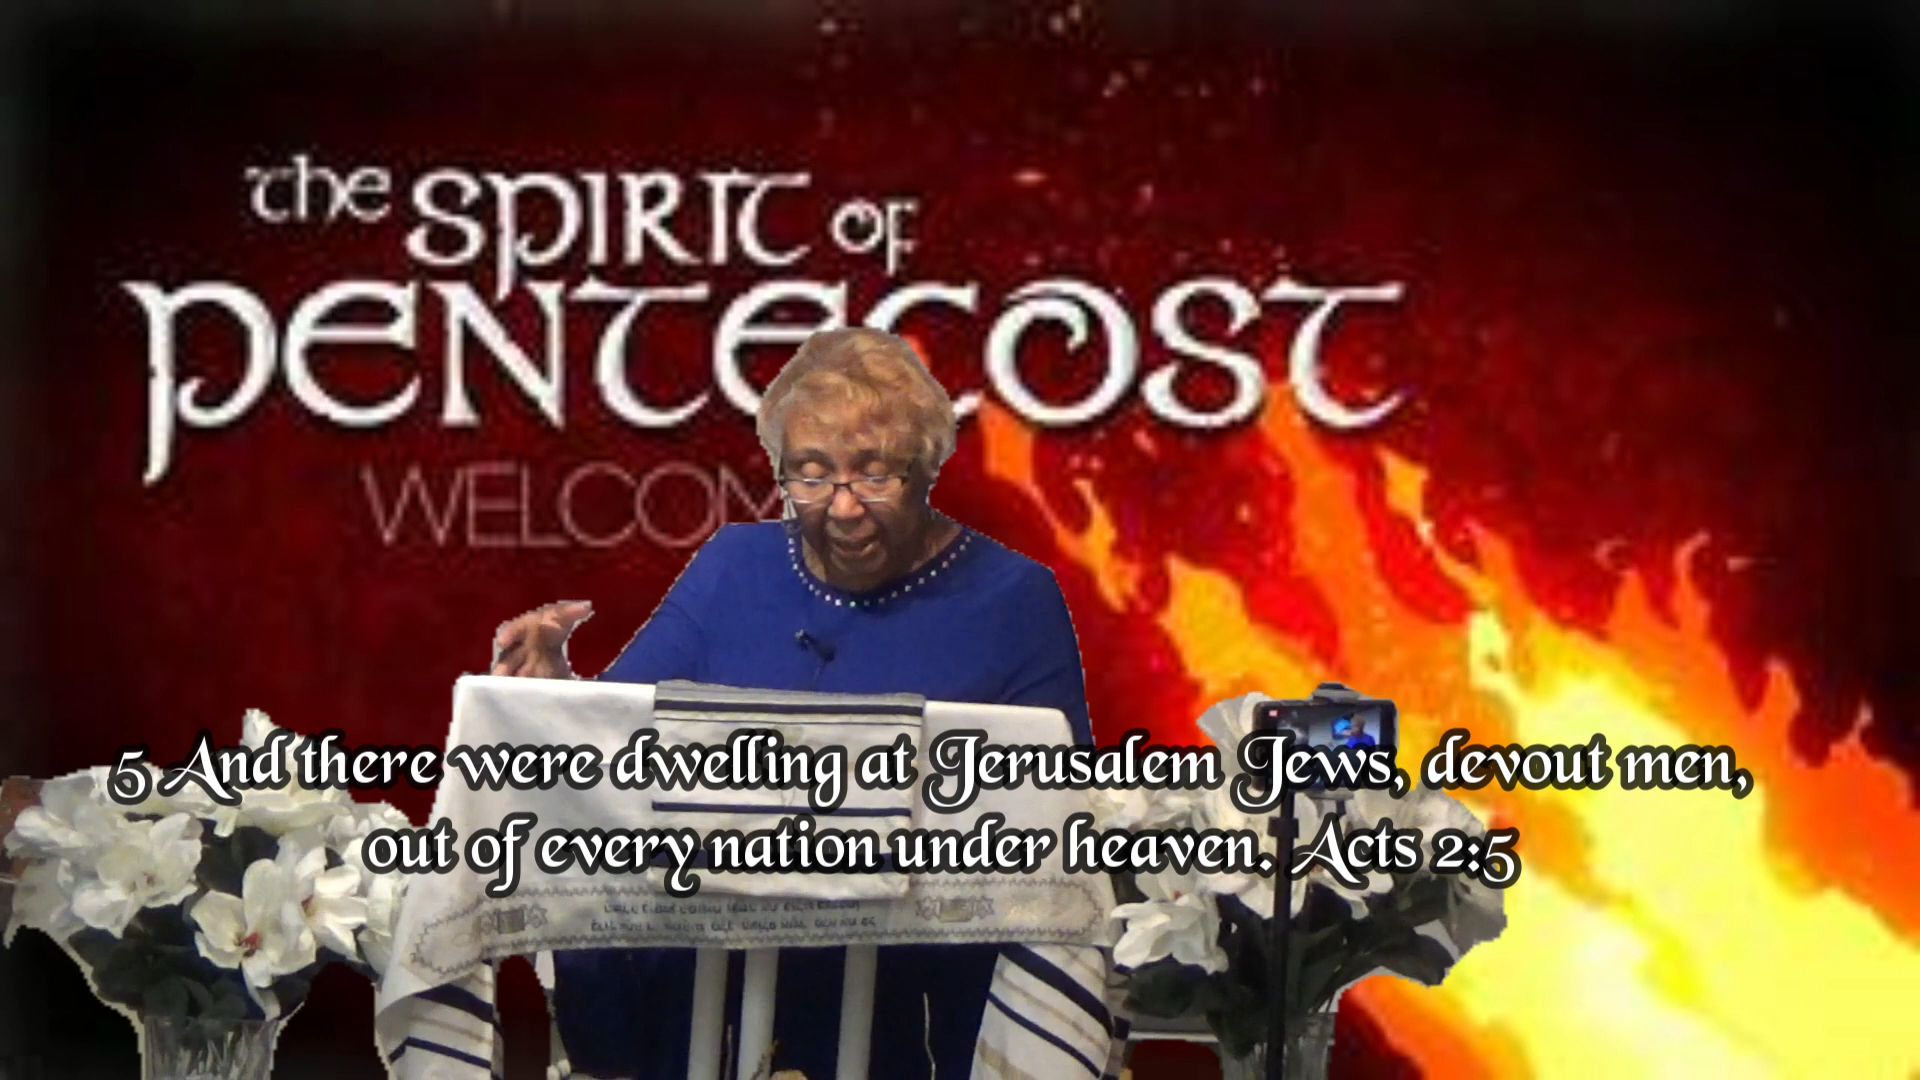 the SPIRIT OF
PENTECOST
WELCOM
5 And there were dwelling at Jerusalem Jews, devout men,
out of every nation under heaven. Acts 2:5